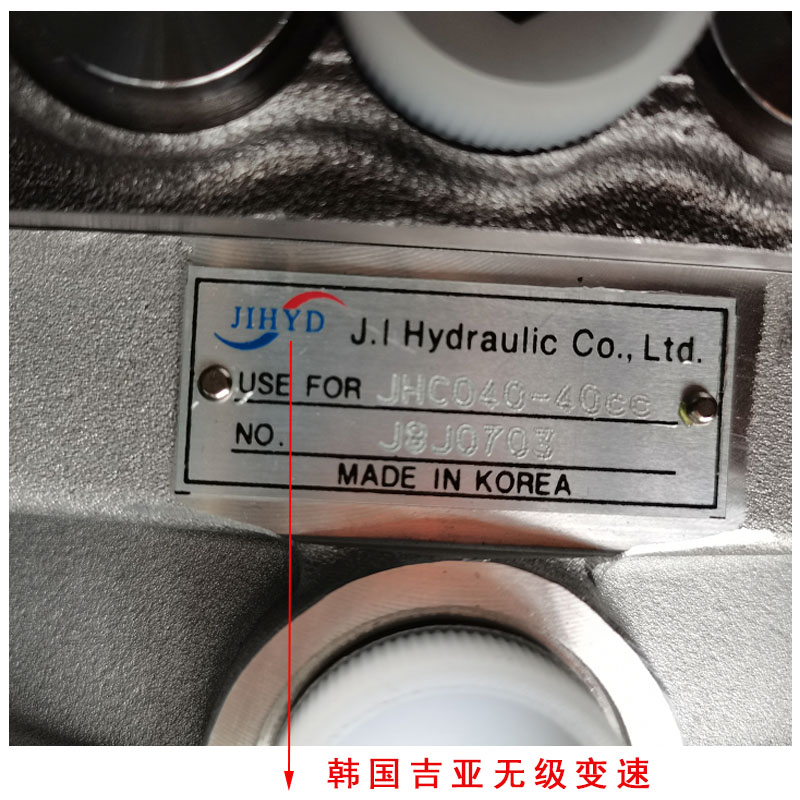 JIHYD J.I Hydraulic Co., Ltd.
USE FOR JHC040-40cc
NO. J8J0703
MADE IN KOREA
韩国吉亚无级变速